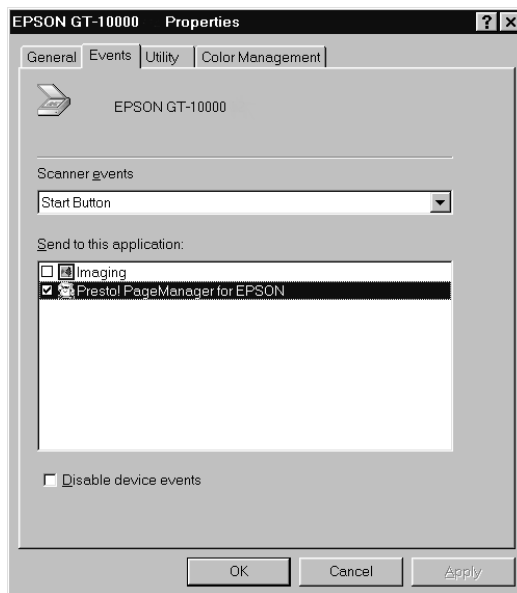 EPSON GT-10000 Properties ? ×
General Events Utility Color Management
EPSON GT-10000
Scanner events
Start Button
Send to this application:
Imaging
Presto! PageManager for EPSON
Disable device events
OK Cancel Apply